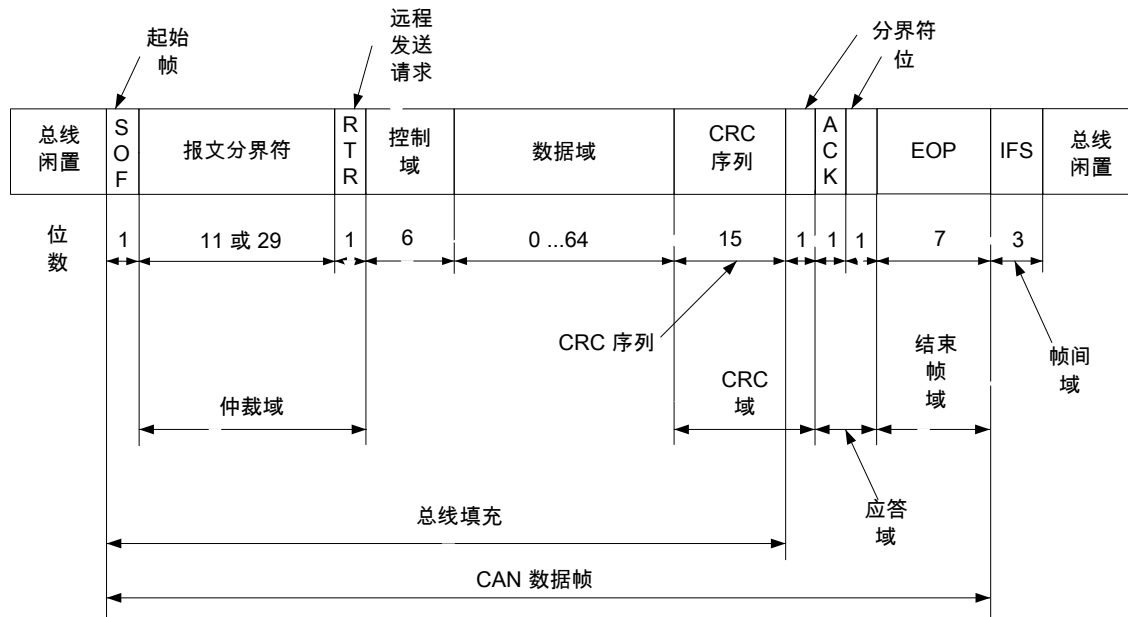 起始
帧
远程
发送
请求
分界符
位
总线
闲置
SOF
报文分界符
RTR
控制
域
数据域
CRC
序列
ACK
EOP
IFS
总线
闲置
位
数
1
11 或 29
1
6
0 ...64
15
1
1
1
7
3
CRC 序列
仲裁域
CRC
域
结束
帧
域
帧间
域
总线填充
应答
域
CAN 数据帧